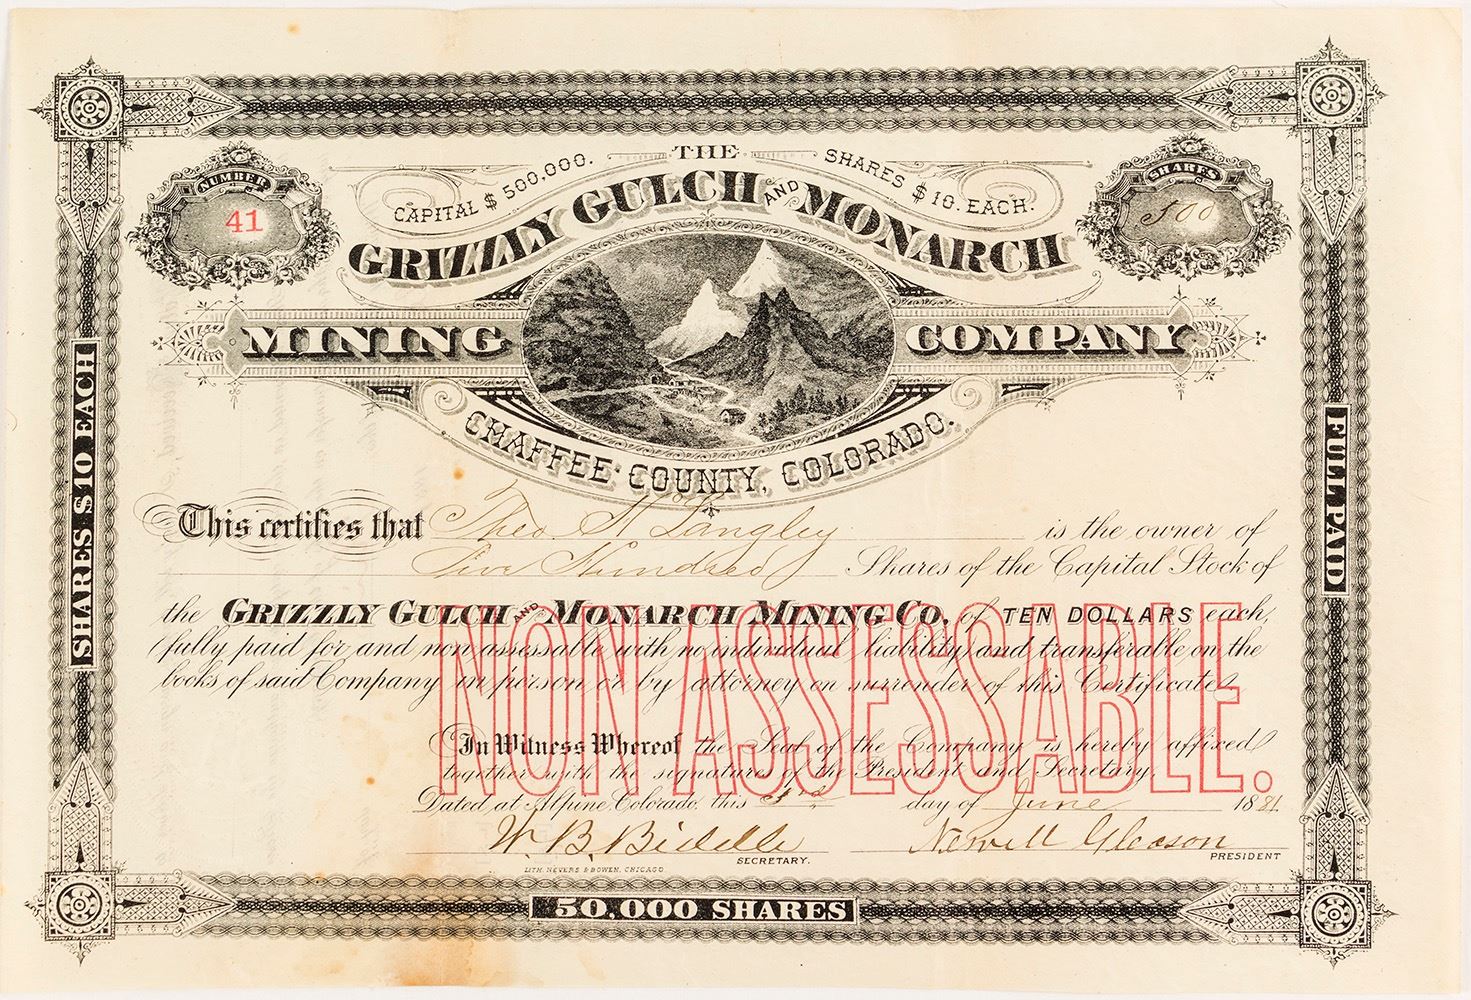 THE
CAPITAL $ 500,000. SHARES $ 10. EACH.
NUMBER
41
SHARES
500
GRIZZLY GULCH AND MONARCH
MINING COMPANY
CHAFFEE COUNTY, COLORADO.
SHARES $10 EACH
FULL PAID
This certifies that Theo. H Langley is the owner of
Five Hundred Shares of the Capital Stock of
the GRIZZLY GULCH AND MONARCH MINING CO. of TEN DOLLARS each,
fully paid for and non assessable with no individual liability and transferable on the
books of said Company in person or by attorney on surrender of this Certificate.
NON ASSESSABLE.
In Witness Whereof the Seal of the Company is hereby affixed
together with the signatures of the President and Secretary.
Dated at Alpine, Colorado, this day of June 1881.
W. B. Biddle Newell Gleason
SECRETARY. PRESIDENT
LITH. NEVERS & BOWEN, CHICAGO
50,000 SHARES